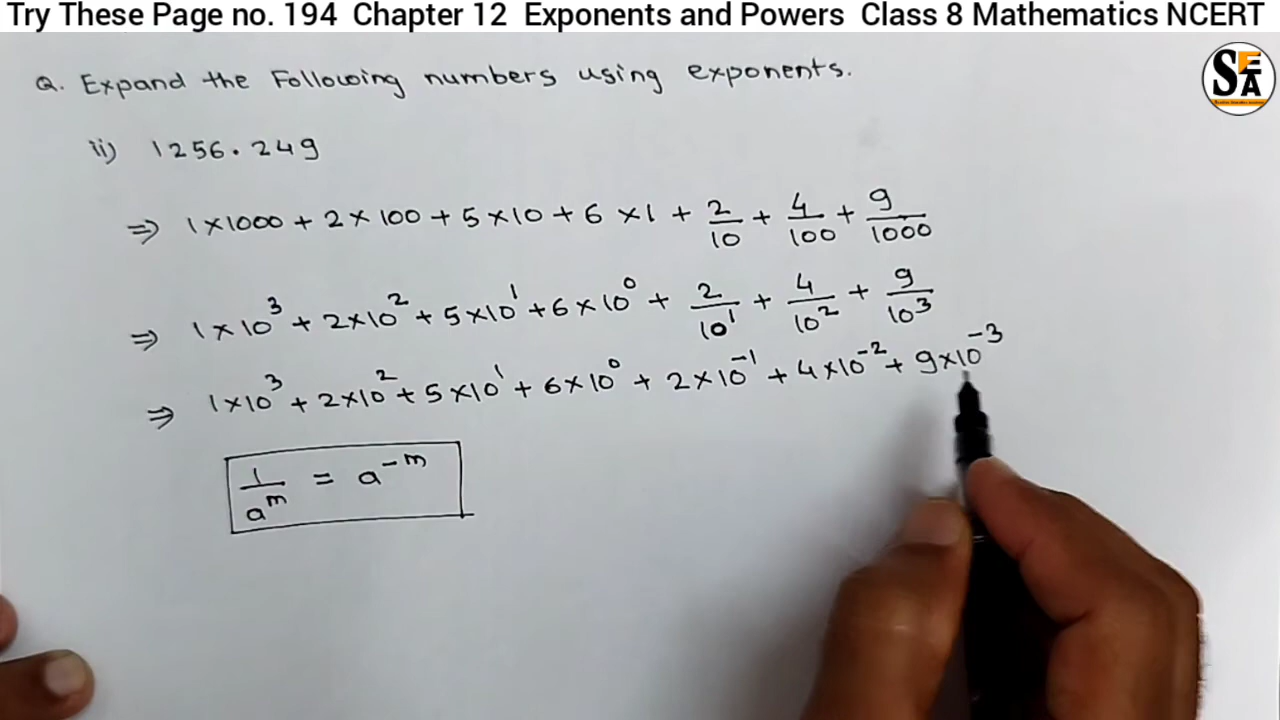 Try These Page no. 194 Chapter 12 Exponents and Powers Class 8 Mathematics NCERT
SEA
Q. Expand the Following numbers using exponents.
ii) 1256.249
⇒ 1×1000 + 2×100 + 5×10 + 6×1 + 2/10 + 4/100 + 9/1000
⇒ 1×10³ + 2×10² + 5×10¹ + 6×10⁰ + 2/10¹ + 4/10² + 9/10³
⇒ 1×10³ + 2×10² + 5×10¹ + 6×10⁰ + 2×10⁻¹ + 4×10⁻² + 9×10⁻³
1/aᵐ = a⁻ᵐ